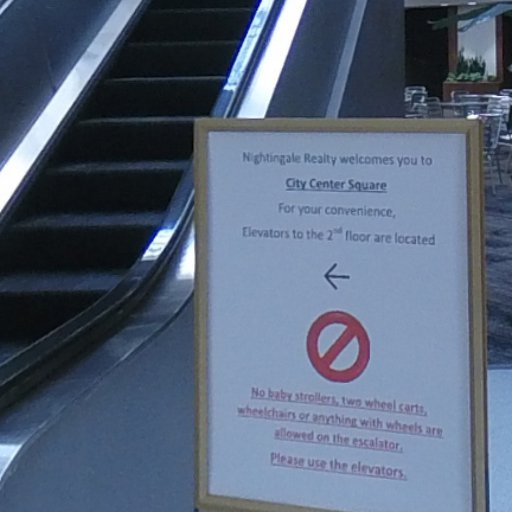 Nightingale Realty welcomes you to
City Center Square
For your convenience,
Elevators to the 2nd floor are located
←
No baby strollers, two wheel carts,
wheelchairs or anything with wheels are
allowed on the escalator.
Please use the elevators.